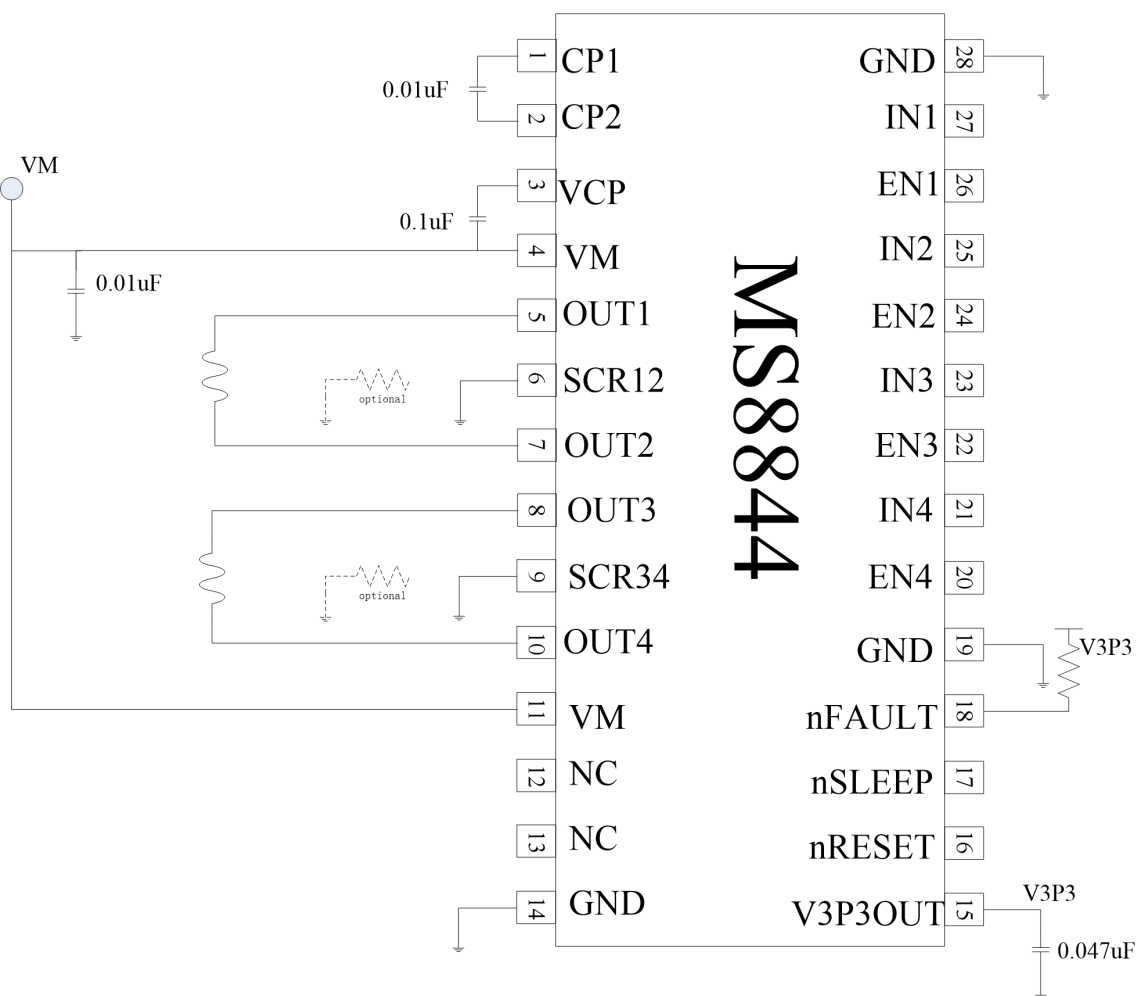 1 CP1
0.01uF
2 CP2
VM
3 VCP
0.1uF
4 VM
0.01uF
5 OUT1
6 SCR12
optional
7 OUT2
8 OUT3
9 SCR34
optional
10 OUT4
11 VM
12 NC
13 NC
14 GND
MS8844
GND 28
IN1 27
EN1 26
IN2 25
EN2 24
IN3 23
EN3 22
IN4 21
EN4 20
GND 19
V3P3
nFAULT 18
nSLEEP 17
nRESET 16
V3P3
V3P3OUT 15
0.047uF